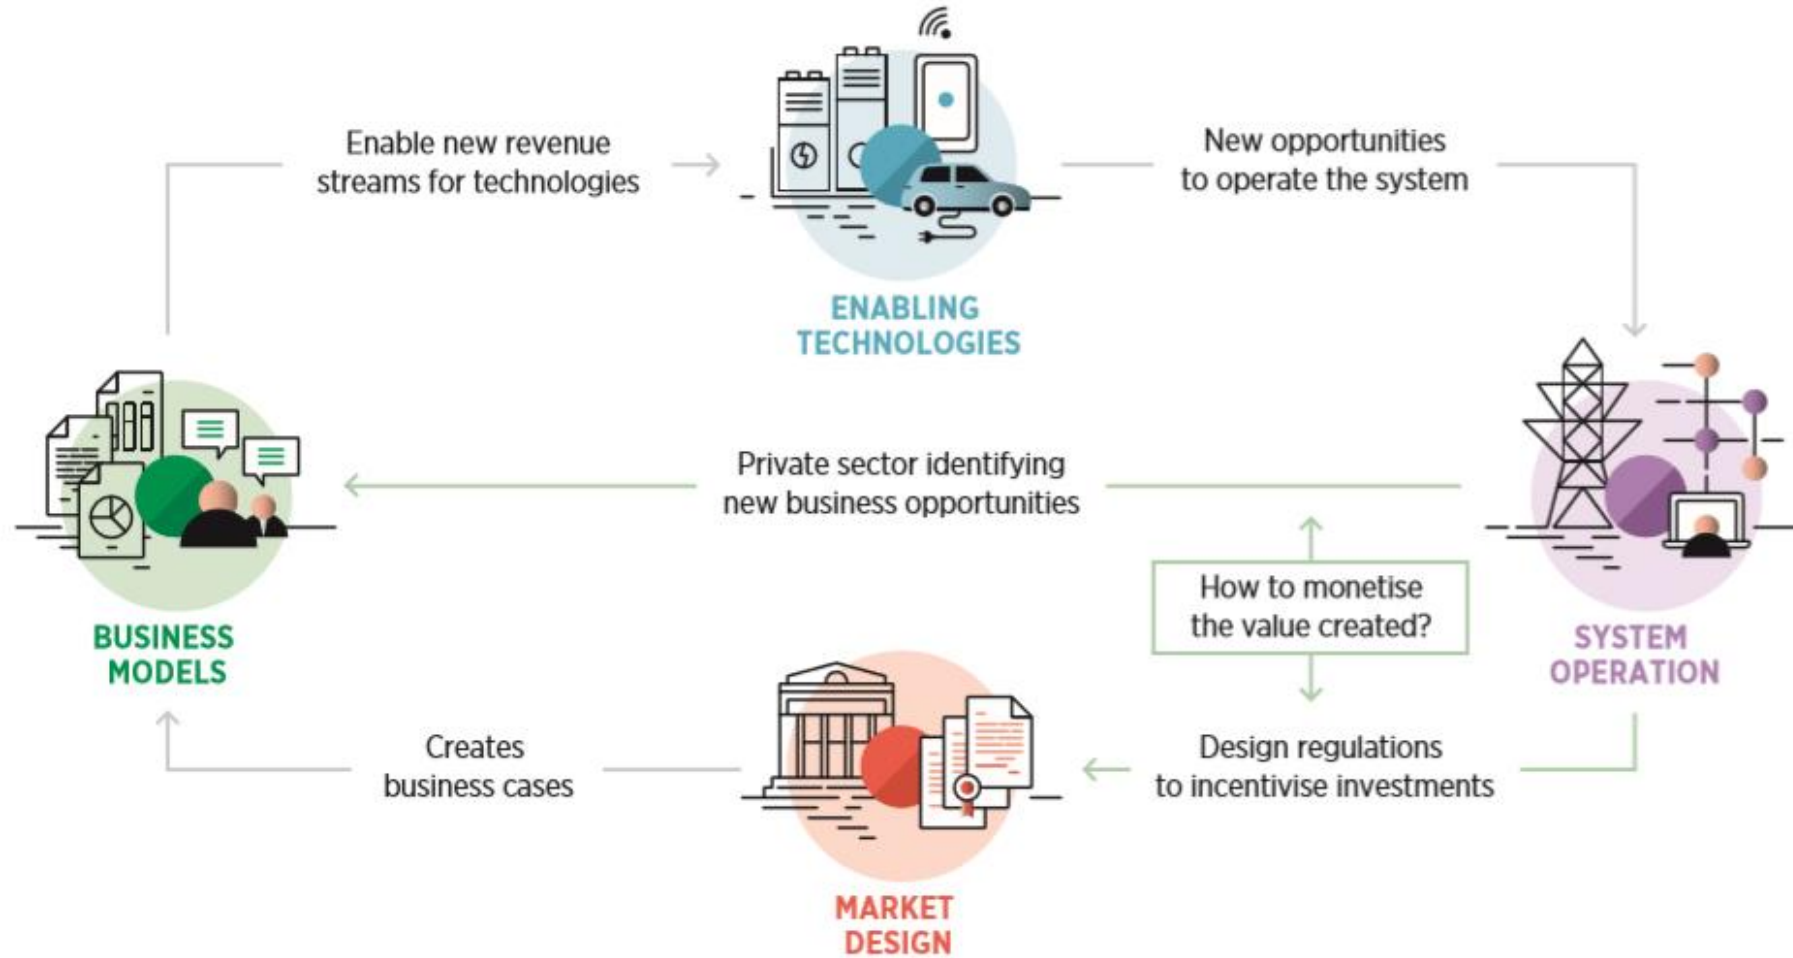 Enable new revenue
streams for technologies
New opportunities
to operate the system
ENABLING
TECHNOLOGIES
Private sector identifying
new business opportunities
How to monetise
the value created?
BUSINESS
MODELS
SYSTEM
OPERATION
Creates
business cases
Design regulations
to incentivise investments
MARKET
DESIGN